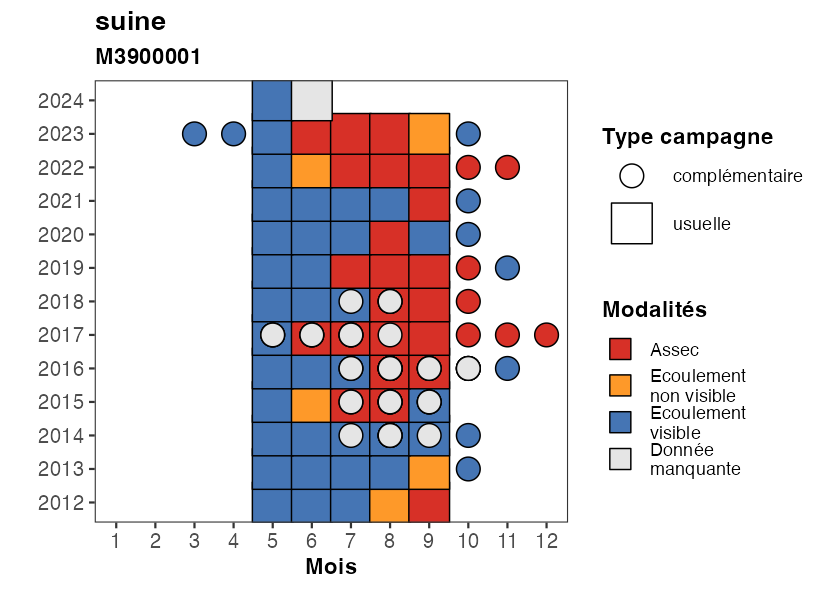 suine
M3900001
2024
2023
2022
2021
2020
2019
2018
2017
2016
2015
2014
2013
2012
1 2 3 4 5 6 7 8 9 10 11 12
Mois
Type campagne
complémentaire
usuelle
Modalités
Assec
Ecoulement
non visible
Ecoulement
visible
Donnée
manquante